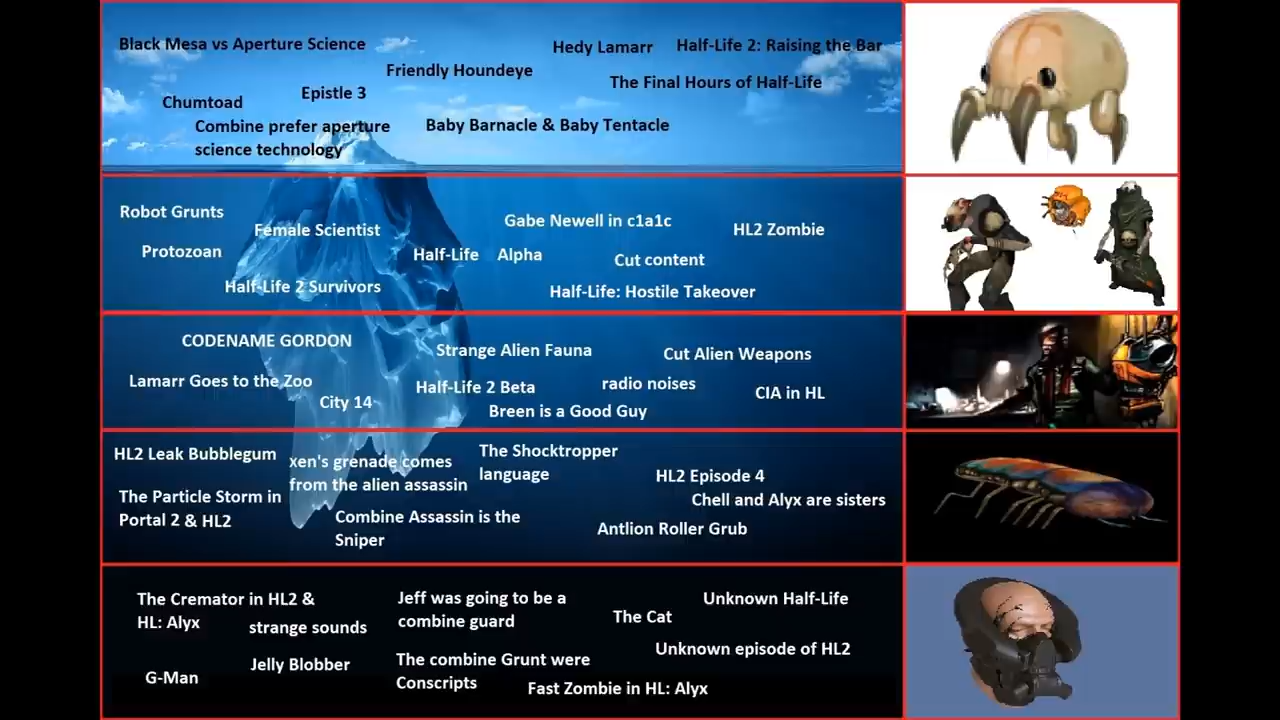 Black Mesa vs Aperture Science
Hedy Lamarr
Half-Life 2: Raising the Bar
Friendly Houndeye
The Final Hours of Half-Life
Epistle 3
Chumtoad
Combine prefer aperture
science technology
Baby Barnacle & Baby Tentacle
Robot Grunts
Female Scientist
Gabe Newell in c1a1c
HL2 Zombie
Protozoan
Half-Life Alpha
Cut content
Half-Life 2 Survivors
Half-Life: Hostile Takeover
CODENAME GORDON
Strange Alien Fauna
Cut Alien Weapons
Lamarr Goes to the Zoo
Half-Life 2 Beta
radio noises
CIA in HL
City 14
Breen is a Good Guy
HL2 Leak Bubblegum
xen's grenade comes
from the alien assassin
The Shocktropper
language
HL2 Episode 4
Chell and Alyx are sisters
The Particle Storm in
Portal 2 & HL2
Combine Assassin is the
Sniper
Antlion Roller Grub
The Cremator in HL2 &
HL: Alyx
strange sounds
Jeff was going to be a
combine guard
The Cat
Unknown Half-Life
Unknown episode of HL2
G-Man
Jelly Blobber
The combine Grunt were
Conscripts
Fast Zombie in HL: Alyx